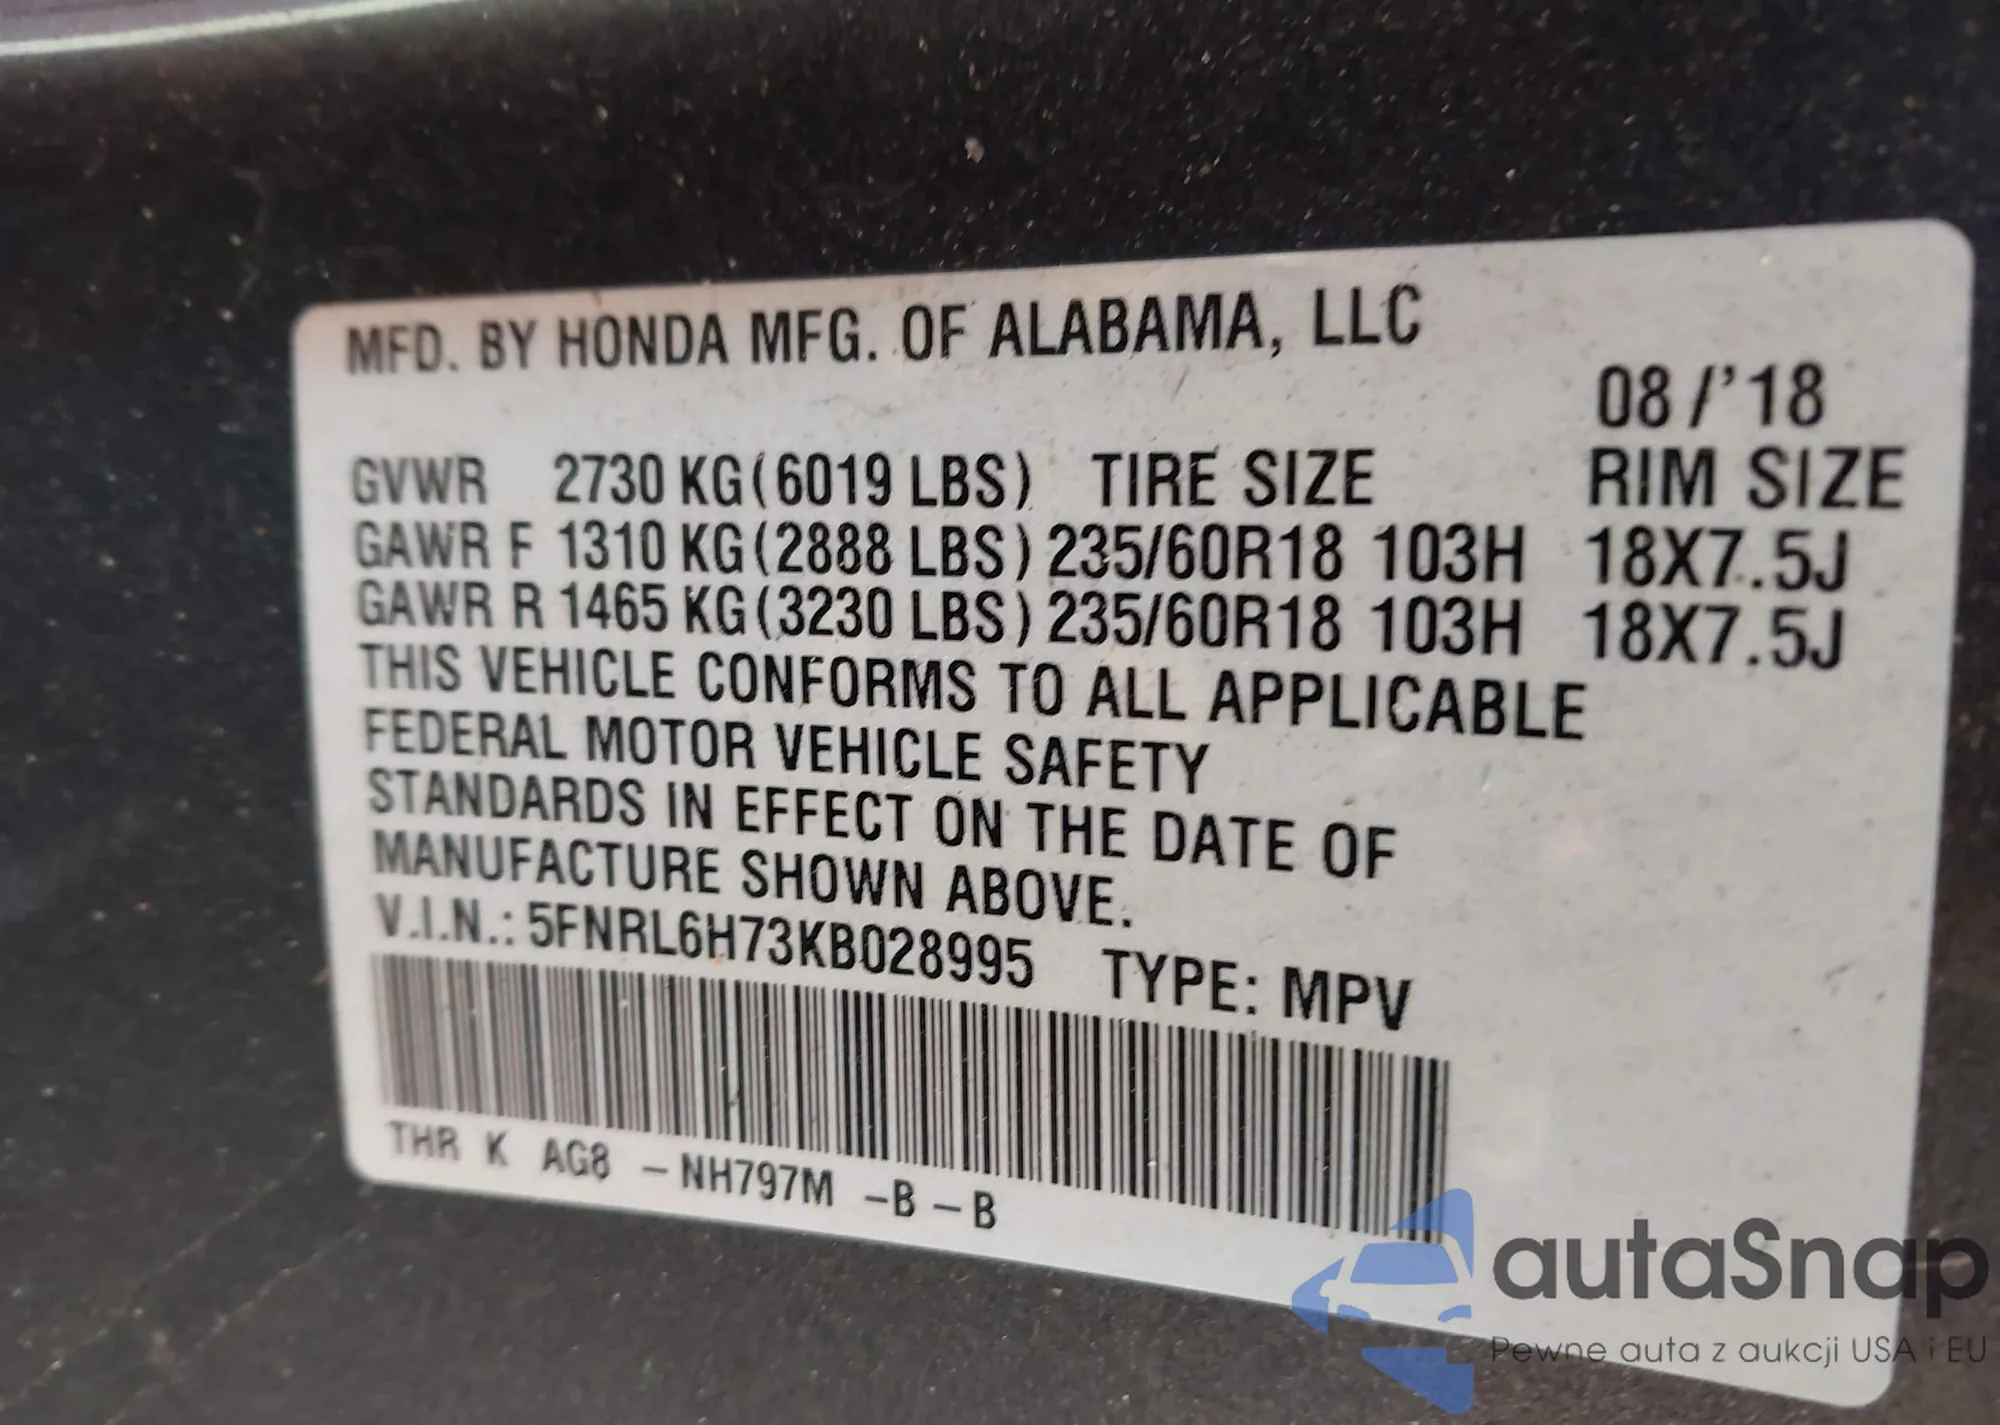 MFD. BY HONDA MFG. OF ALABAMA, LLC
08/'18
GVWR 2730 KG(6019 LBS) TIRE SIZE RIM SIZE
GAWR F 1310 KG(2888 LBS) 235/60R18 103H 18X7.5J
GAWR R 1465 KG(3230 LBS) 235/60R18 103H 18X7.5J
THIS VEHICLE CONFORMS TO ALL APPLICABLE
FEDERAL MOTOR VEHICLE SAFETY
STANDARDS IN EFFECT ON THE DATE OF
MANUFACTURE SHOWN ABOVE.
V.I.N.: 5FNRL6H73KB028995 TYPE: MPV
THR K AG8 -NH797M -B-B
autaSnap
Pewne auta z aukcji USA i EU